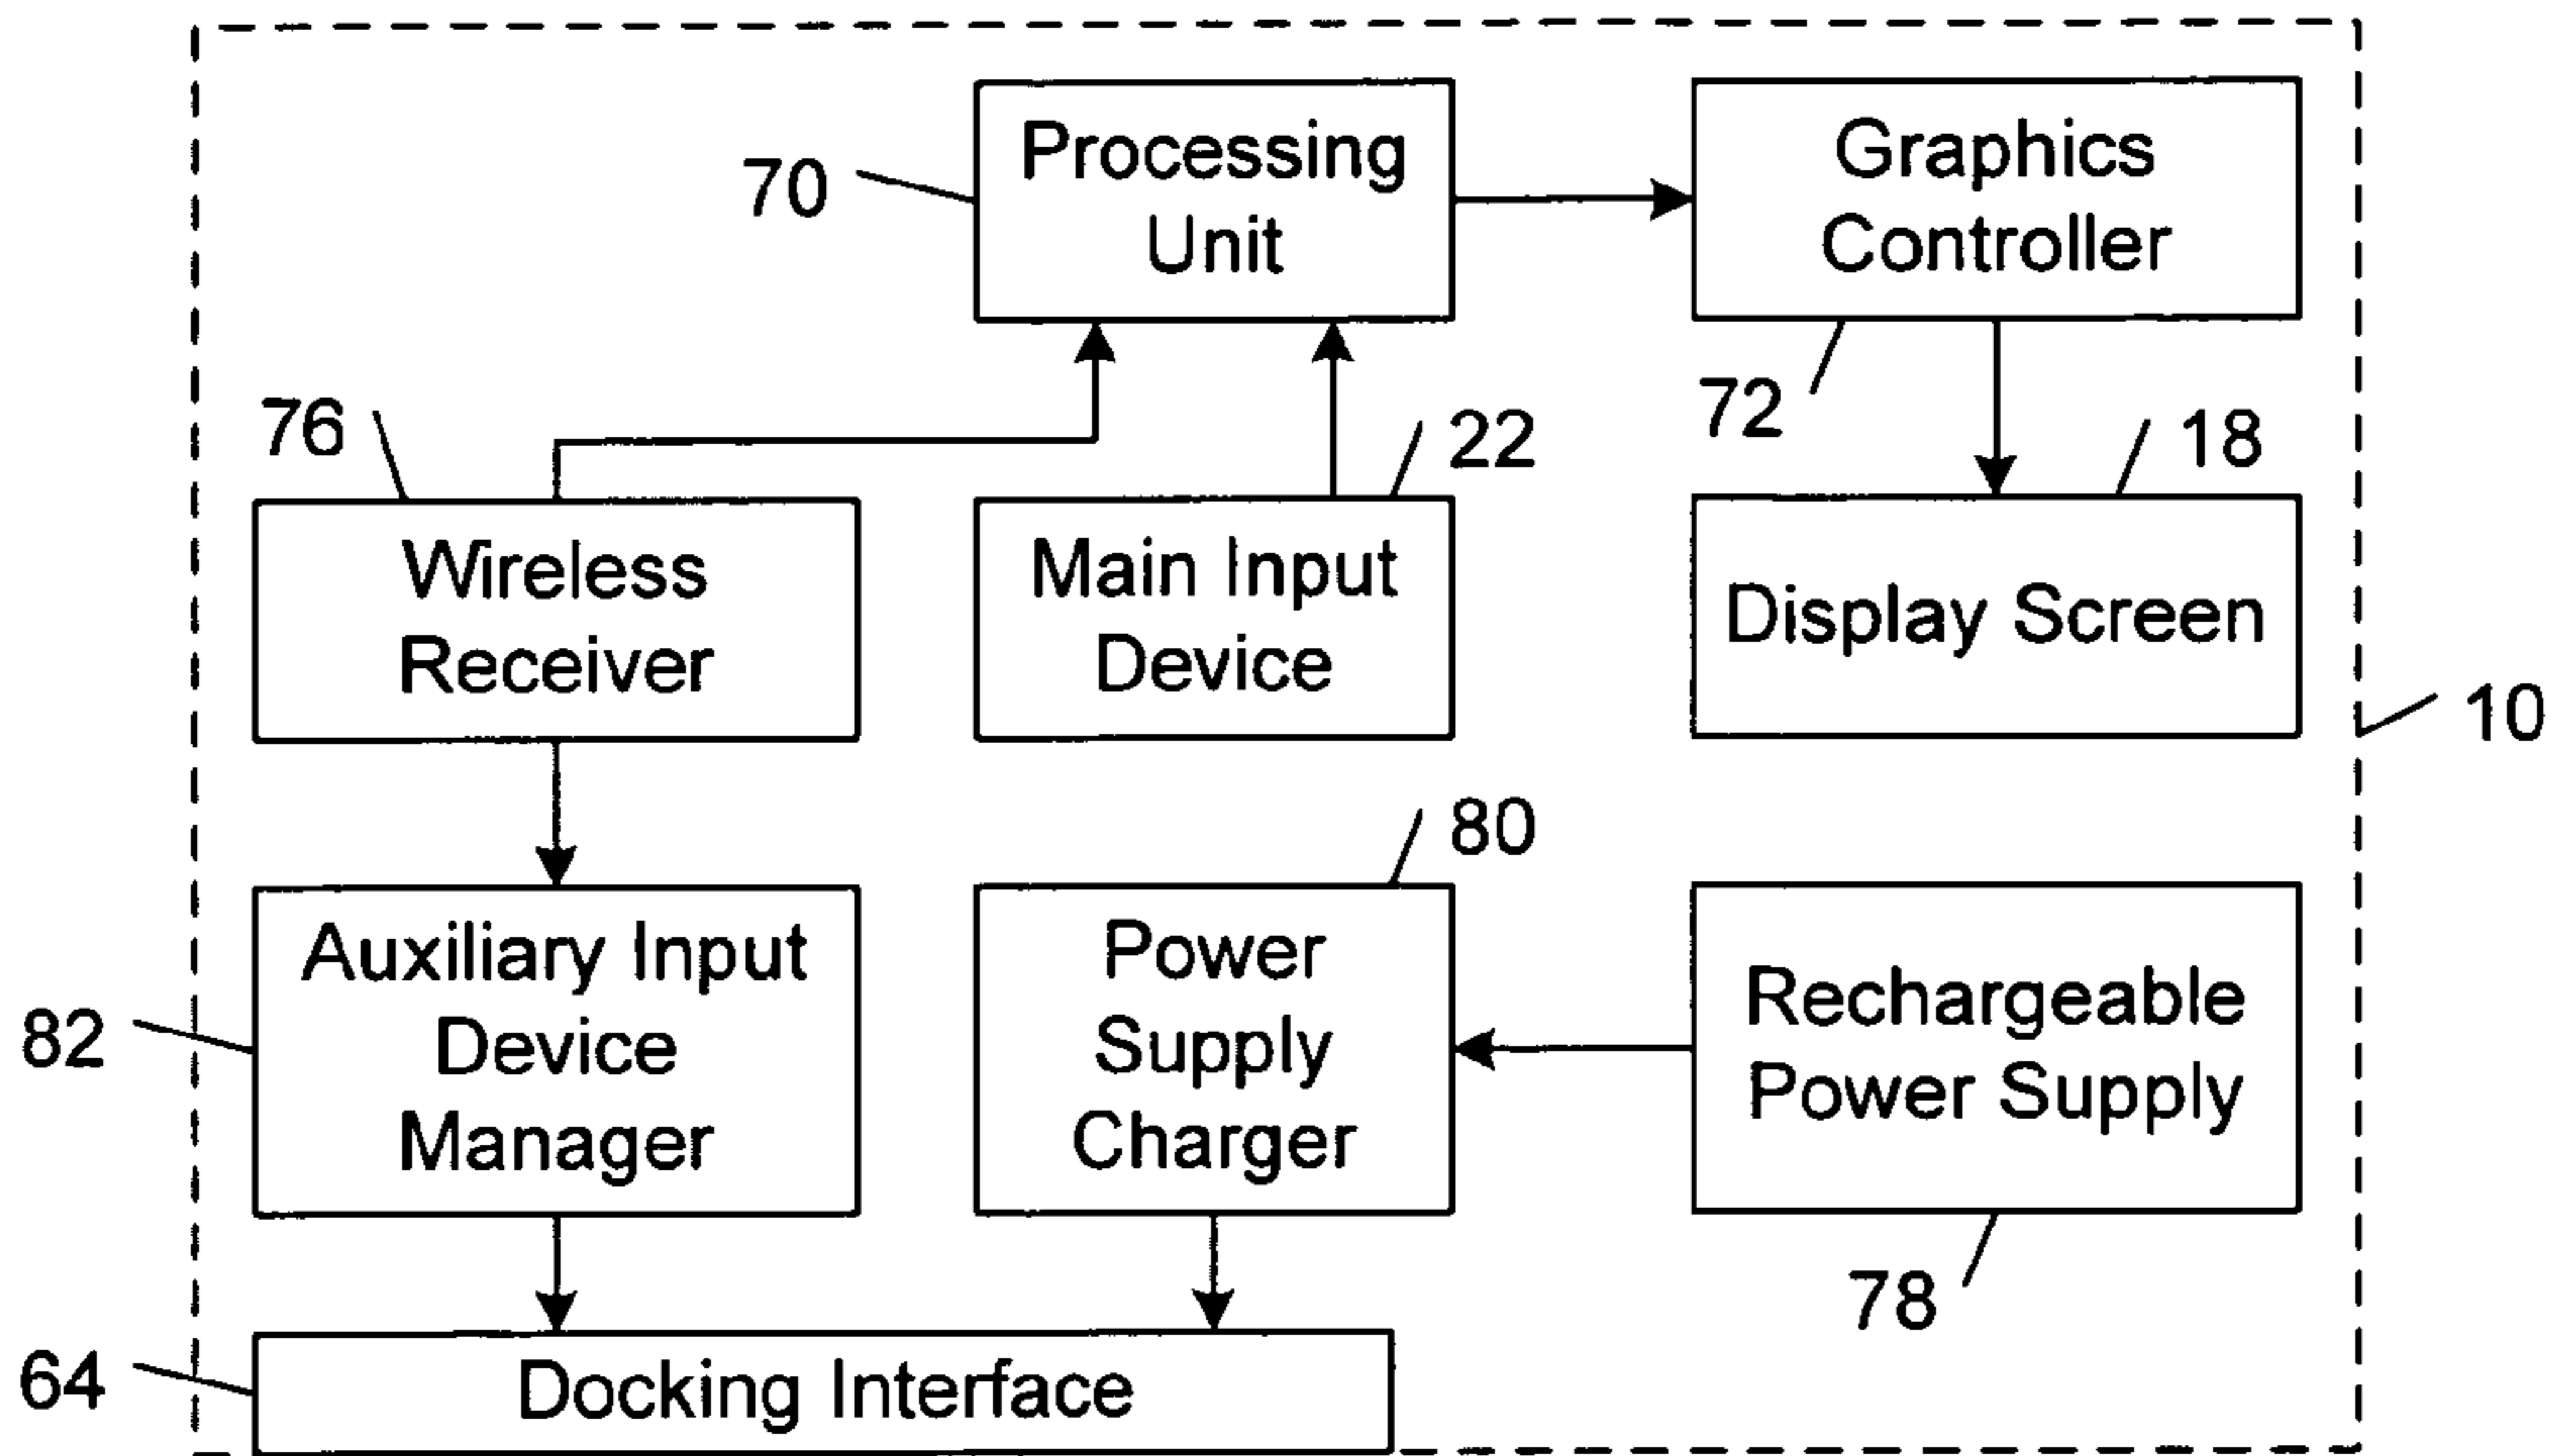 70
Processing
Unit
Graphics
Controller
72
76
22
18
Wireless
Receiver
Main Input
Device
Display Screen
10
80
82
Auxiliary Input
Device
Manager
Power
Supply
Charger
Rechargeable
Power Supply
78
64
Docking Interface